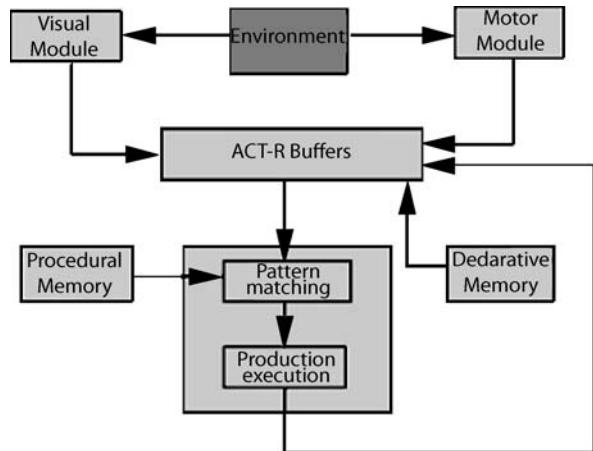 Visual
Module
Environment
Motor
Module
ACT-R Buffers
Procedural
Memory
Pattern
matching
Dedarative
Memory
Production
execution